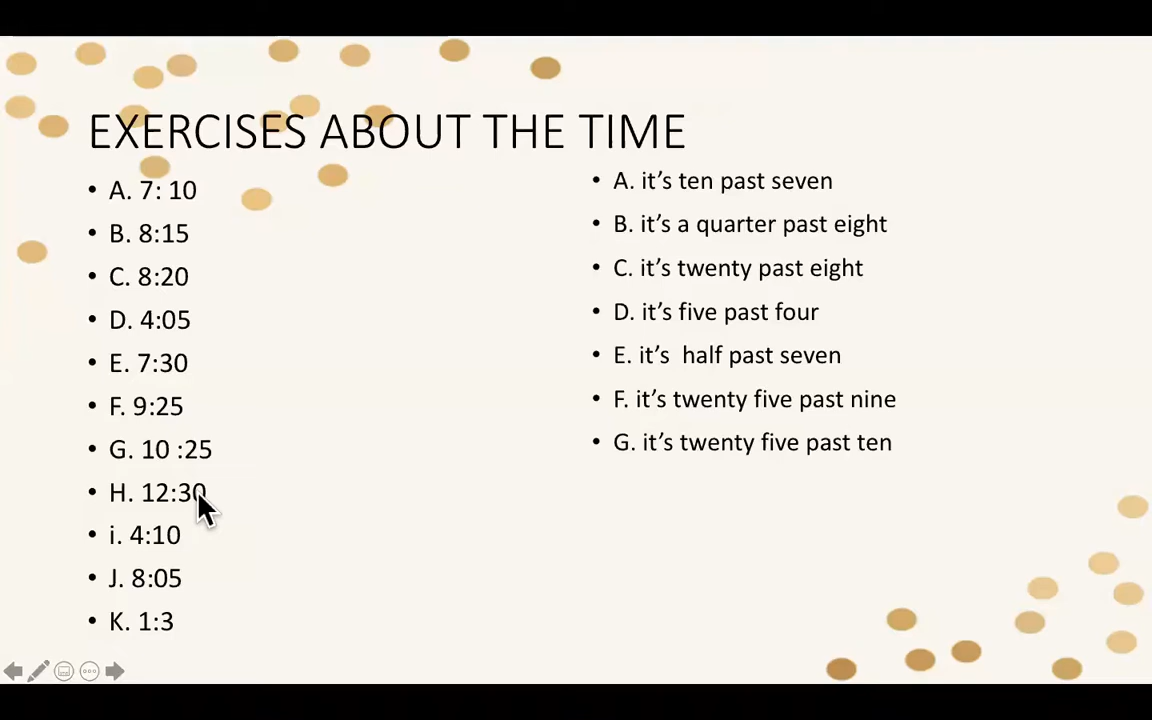 EXERCISES ABOUT THE TIME
• A. 7: 10
• B. 8:15
• C. 8:20
• D. 4:05
• E. 7:30
• F. 9:25
• G. 10 :25
• H. 12:30
• i. 4:10
• J. 8:05
• K. 1:3
• A. it’s ten past seven
• B. it’s a quarter past eight
• C. it’s twenty past eight
• D. it’s five past four
• E. it’s  half past seven
• F. it’s twenty five past nine
• G. it’s twenty five past ten